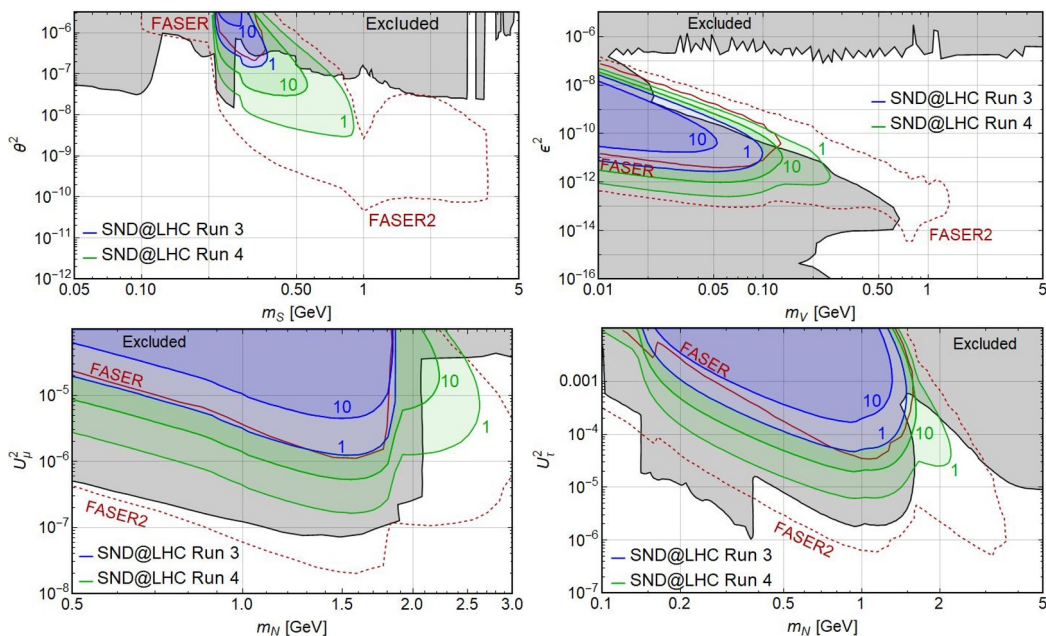 FASER
Excluded
10
1
10
1
FASER2
SND@LHC Run 3
SND@LHC Run 4
10⁻⁶
10⁻⁷
10⁻⁸
10⁻⁹
10⁻¹⁰
10⁻¹¹
10⁻¹²
θ²
0.05 0.10 0.50 1 5
m_S [GeV]
Excluded
SND@LHC Run 3
SND@LHC Run 4
10
1
10
1
FASER
FASER2
10⁻⁶
10⁻⁸
10⁻¹⁰
10⁻¹²
10⁻¹⁴
10⁻¹⁶
ϵ²
0.01 0.05 0.10 0.50 1 5
m_V [GeV]
Excluded
FASER
10
1
10
1
FASER2
SND@LHC Run 3
SND@LHC Run 4
10⁻⁵
10⁻⁶
10⁻⁷
10⁻⁸
U²_μ
0.5 1.0 1.5 2.0 3.0
m_N [GeV]
Excluded
FASER
10
1
10
1
FASER2
SND@LHC Run 3
SND@LHC Run 4
0.001
10⁻⁴
10⁻⁵
10⁻⁶
10⁻⁷
U²_τ
0.1 0.2 0.5 1 2 5
m_N [GeV]